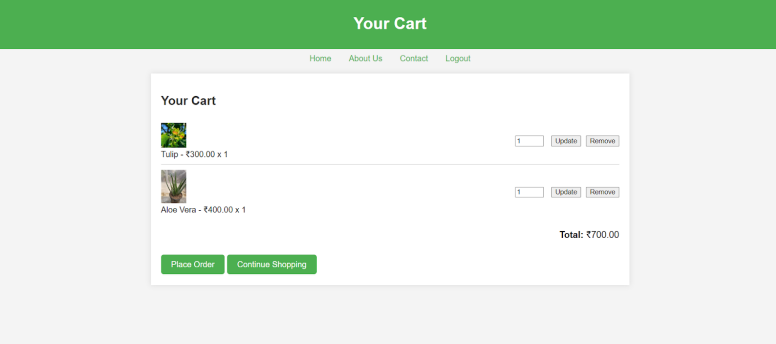 Your Cart
Home About Us Contact Logout
Your Cart
1 Update Remove
Tulip - ₹300.00 x 1
1 Update Remove
Aloe Vera - ₹400.00 x 1
Total: ₹700.00
Place Order Continue Shopping